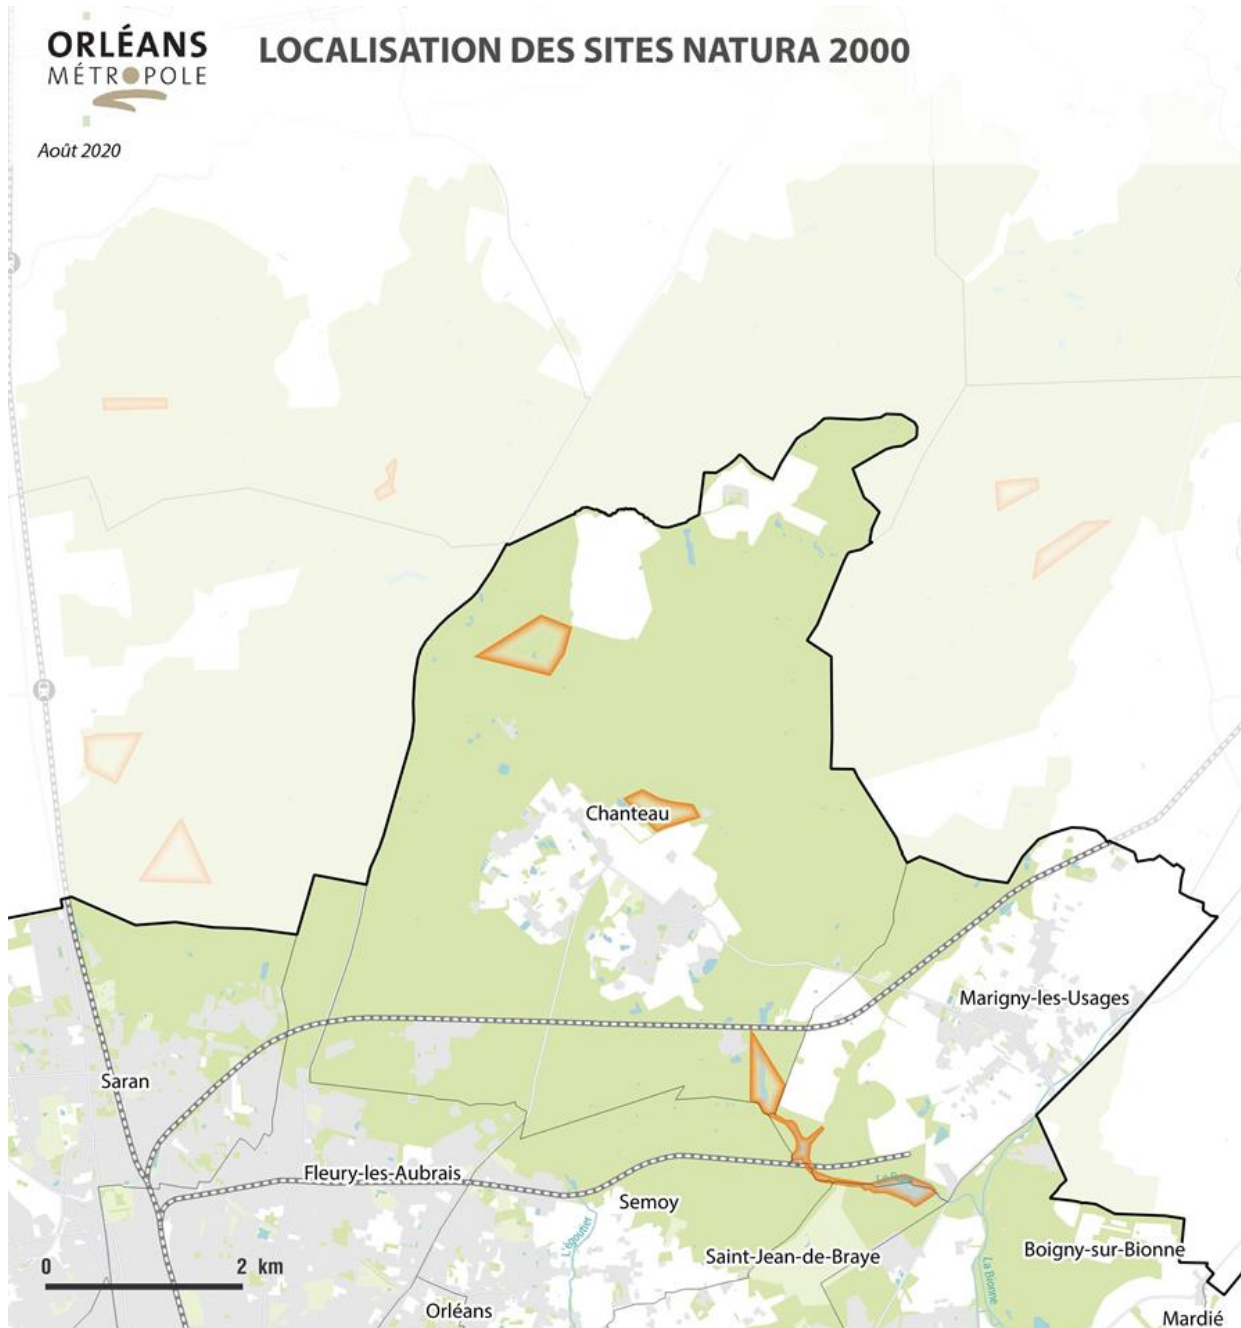 ORLÉANS
MÉTROPOLE
LOCALISATION DES SITES NATURA 2000
Août 2020
Chanteau
Marigny-les-Usages
Saran
Fleury-les-Aubrais
Semoy
L'égoutier
Saint-Jean-de-Braye
La Bionne
Boigny-sur-Bionne
0 2 km
Orléans
Mardié